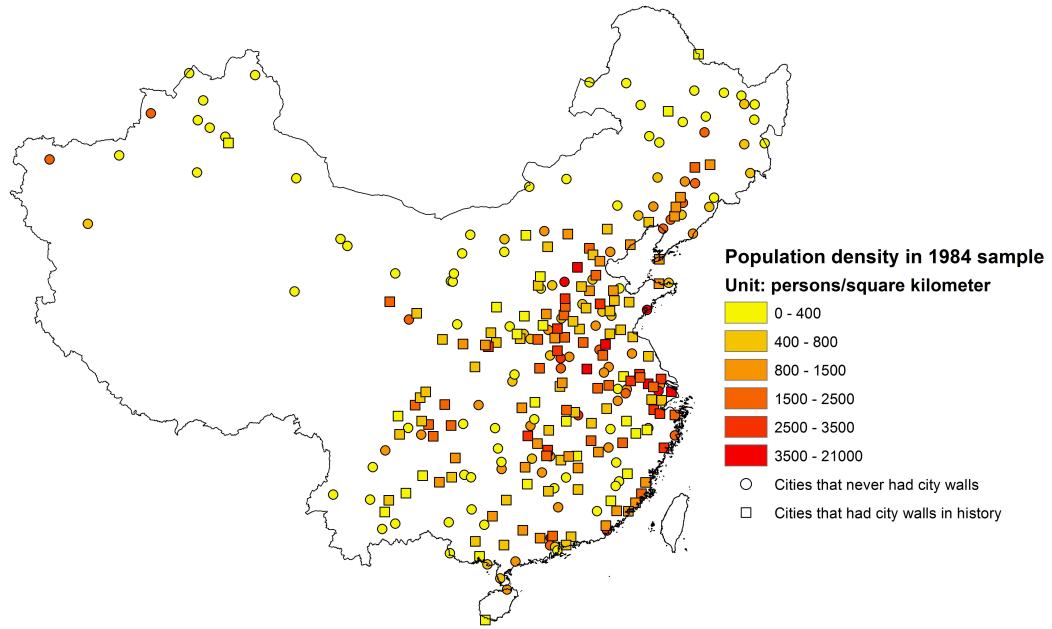 Population density in 1984 sample
Unit: persons/square kilometer
0 - 400
400 - 800
800 - 1500
1500 - 2500
2500 - 3500
3500 - 21000
Cities that never had city walls
Cities that had city walls in history